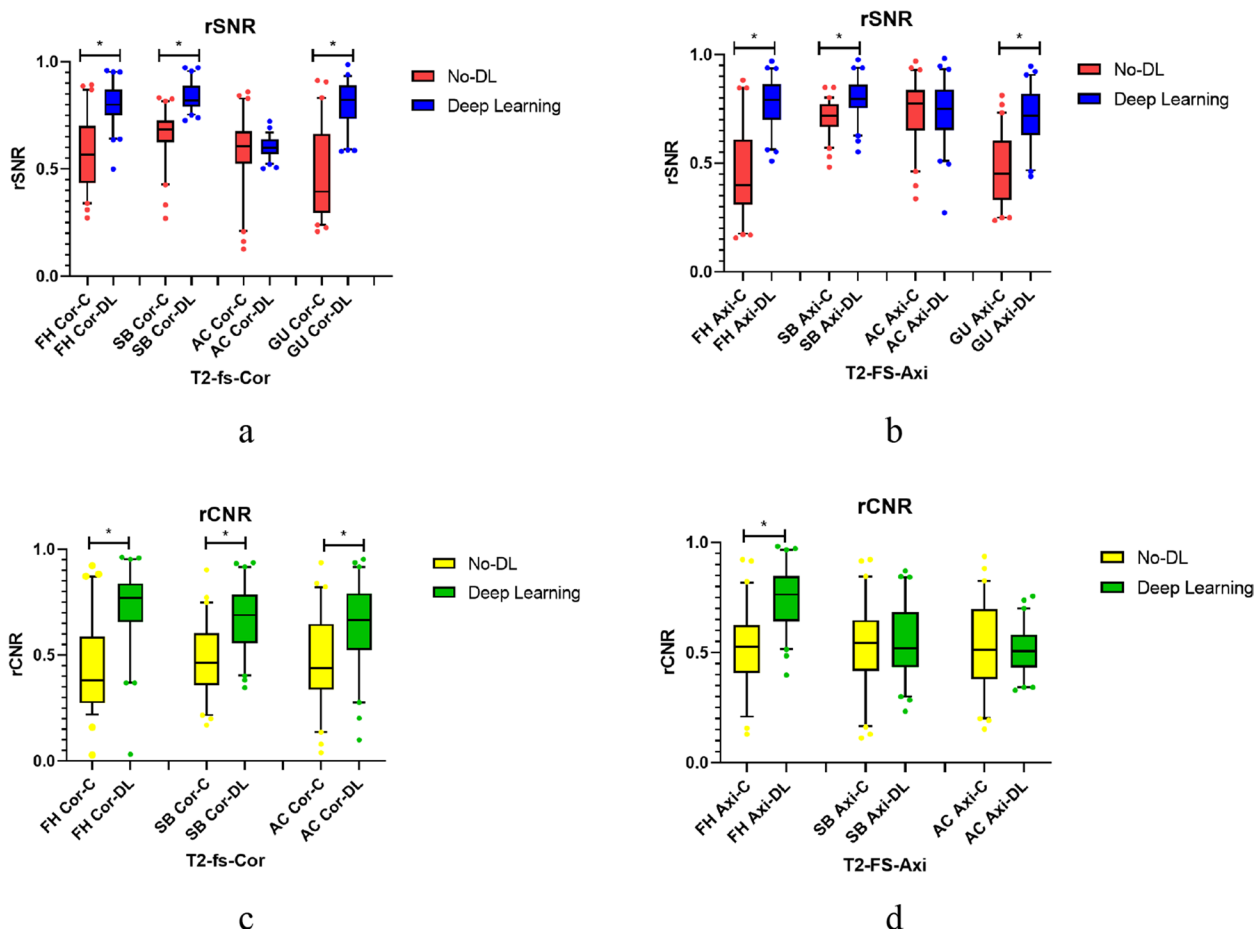 rSNR
*
*
*
No-DL
Deep Learning
rSNR
1.0
0.5
0.0
FH Cor-C
FH Cor-DL
SB Cor-C
SB Cor-DL
AC Cor-C
AC Cor-DL
GU Cor-C
GU Cor-DL
T2-fs-Cor
a
rSNR
*
*
*
No-DL
Deep Learning
rSNR
1.0
0.5
0.0
FH Axi-C
FH Axi-DL
SB Axi-C
SB Axi-DL
AC Axi-C
AC Axi-DL
GU Axi-C
GU Axi-DL
T2-FS-Axi
b
rCNR
*
*
*
No-DL
Deep Learning
rCNR
1.0
0.5
0.0
FH Cor-C
FH Cor-DL
SB Cor-C
SB Cor-DL
AC Cor-C
AC Cor-DL
T2-fs-Cor
c
rCNR
*
No-DL
Deep Learning
rCNR
1.0
0.5
0.0
FH Axi-C
FH Axi-DL
SB Axi-C
SB Axi-DL
AC Axi-C
AC Axi-DL
T2-FS-Axi
d